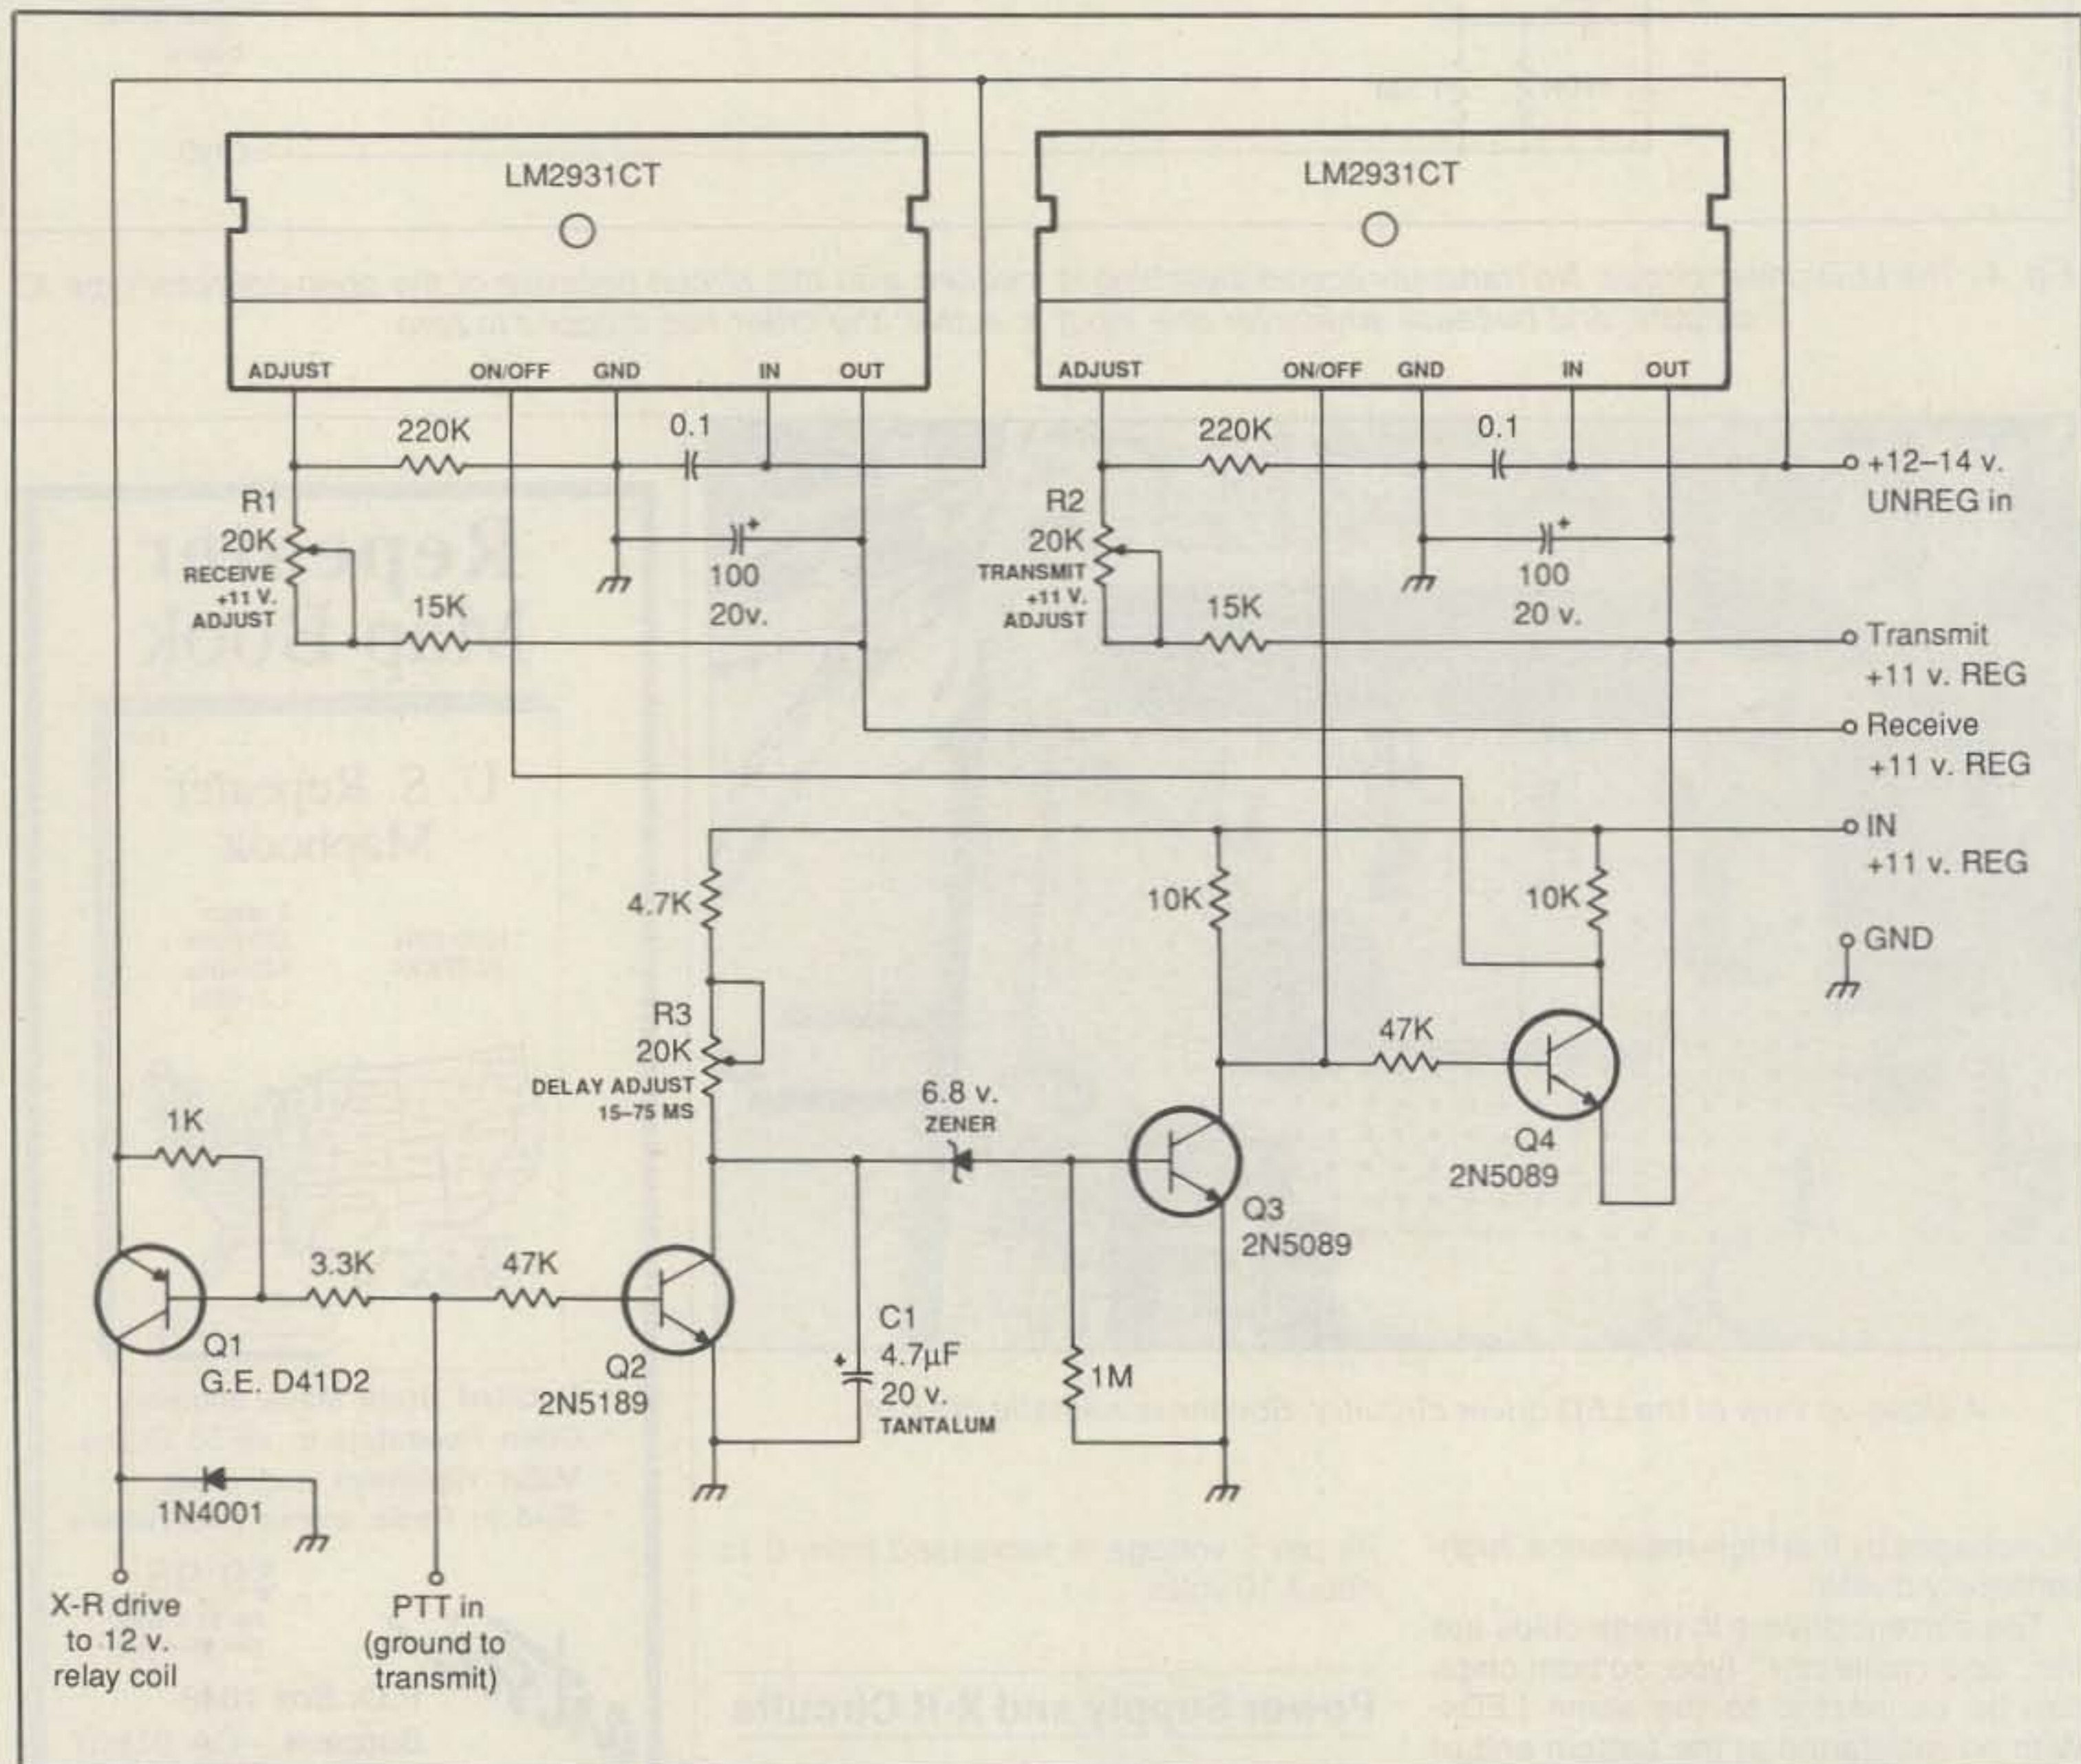 LM2931CT
LM2931CT
ADJUST ON/OFF GND IN OUT
ADJUST ON/OFF GND IN OUT
220K
0.1
220K
0.1
+12–14 v.
UNREG in
R1
20K
RECEIVE
+11 V.
ADJUST
+
100
20v.
15K
R2
20K
TRANSMIT
+11 V.
ADJUST
+
100
20 v.
15K
Transmit
+11 v. REG
Receive
+11 v. REG
IN
+11 v. REG
GND
4.7K
10K
10K
R3
20K
DELAY ADJUST
15–75 MS
47K
6.8 v.
ZENER
Q4
2N5089
Q3
2N5089
1K
3.3K
47K
Q1
G.E. D41D2
Q2
2N5189
C1
+
4.7µF
20 v.
TANTALUM
1M
1N4001
X-R drive
to 12 v.
relay coil
PTT in
(ground to
transmit)